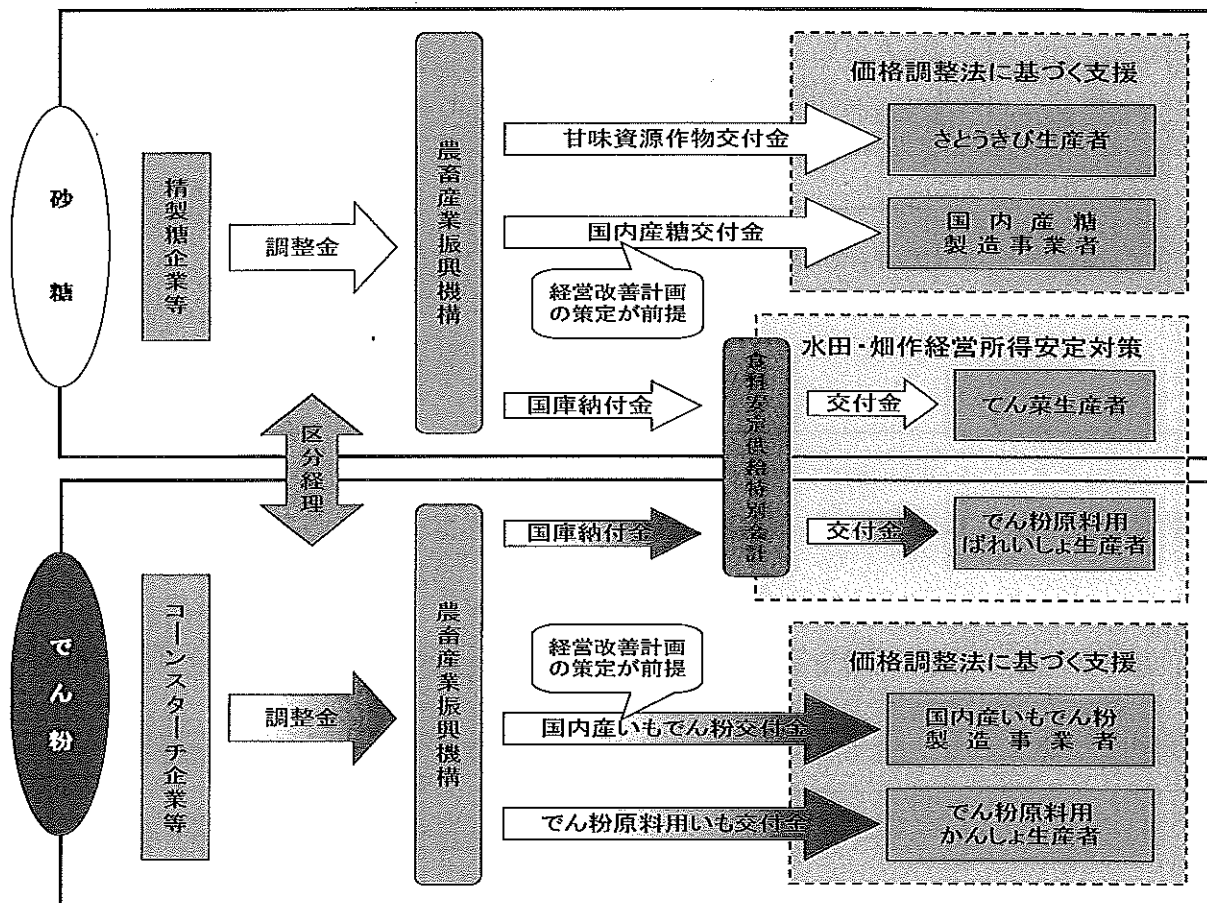 砂糖
精製糖企業等
調整金
農畜産業振興機構
価格調整法に基づく支援
甘味資源作物交付金
さとうきび生産者
国内産糖交付金
国内産糖
製造事業者
経営改善計画
の策定が前提
水田・畑作経営所得安定対策
食糧安定供給特別会計
国庫納付金
交付金
てん菜生産者
区分経理
でん粉
コーンスターチ企業等
調整金
農畜産業振興機構
国庫納付金
交付金
でん粉原料用
ばれいしょ生産者
経営改善計画
の策定が前提
価格調整法に基づく支援
国内産いもでん粉交付金
国内産いもでん粉
製造事業者
でん粉原料用いも交付金
でん粉原料用
かんしょ生産者